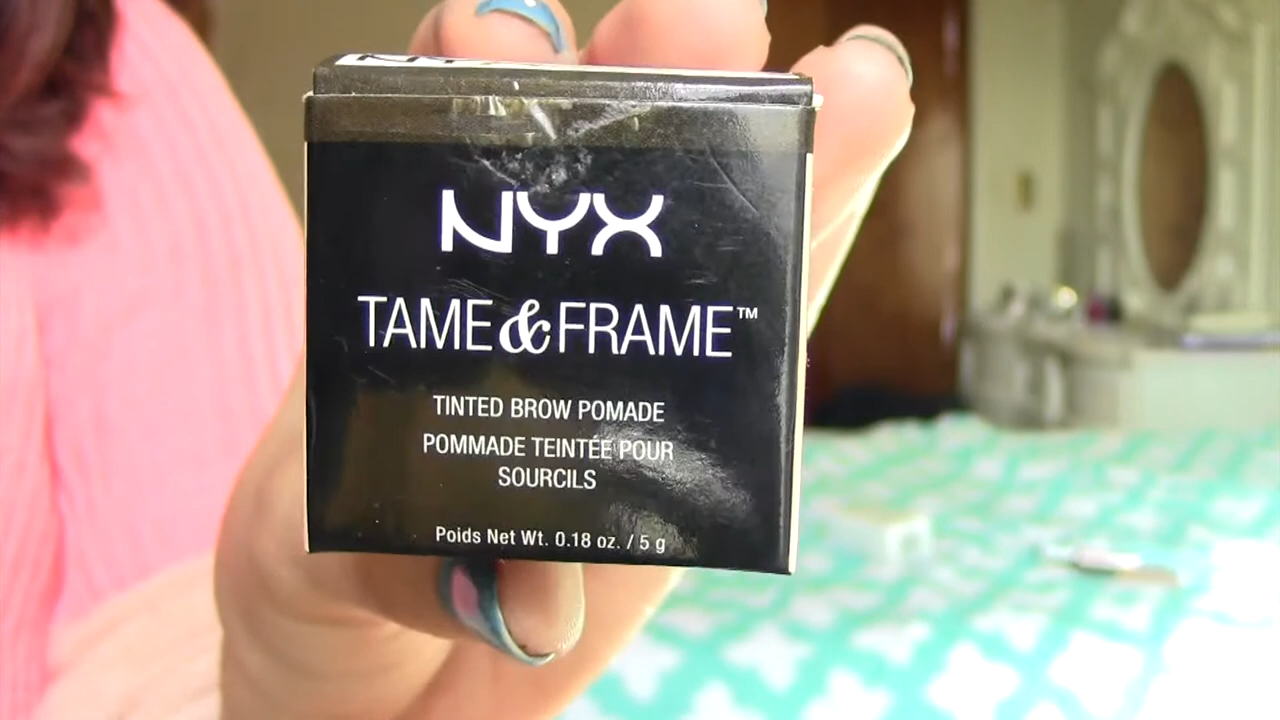 NYX
TAME & FRAME™
TINTED BROW POMADE
POMMADE TEINTÉE POUR
SOURCILS
Poids Net Wt. 0.18 oz. / 5 g